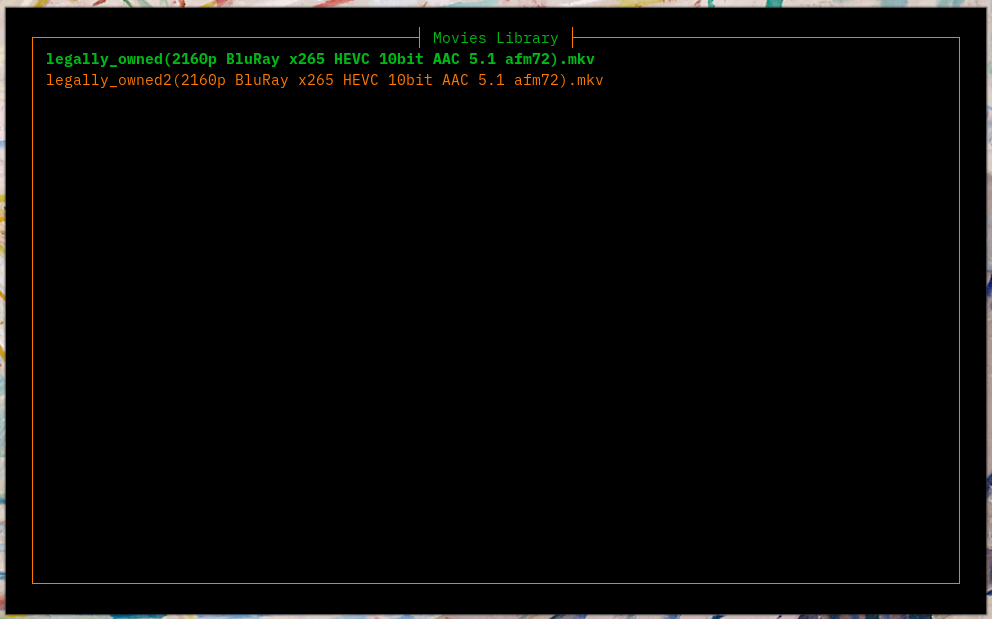 Movies Library
legally_owned(2160p BluRay x265 HEVC 10bit AAC 5.1 afm72).mkv
legally_owned2(2160p BluRay x265 HEVC 10bit AAC 5.1 afm72).mkv